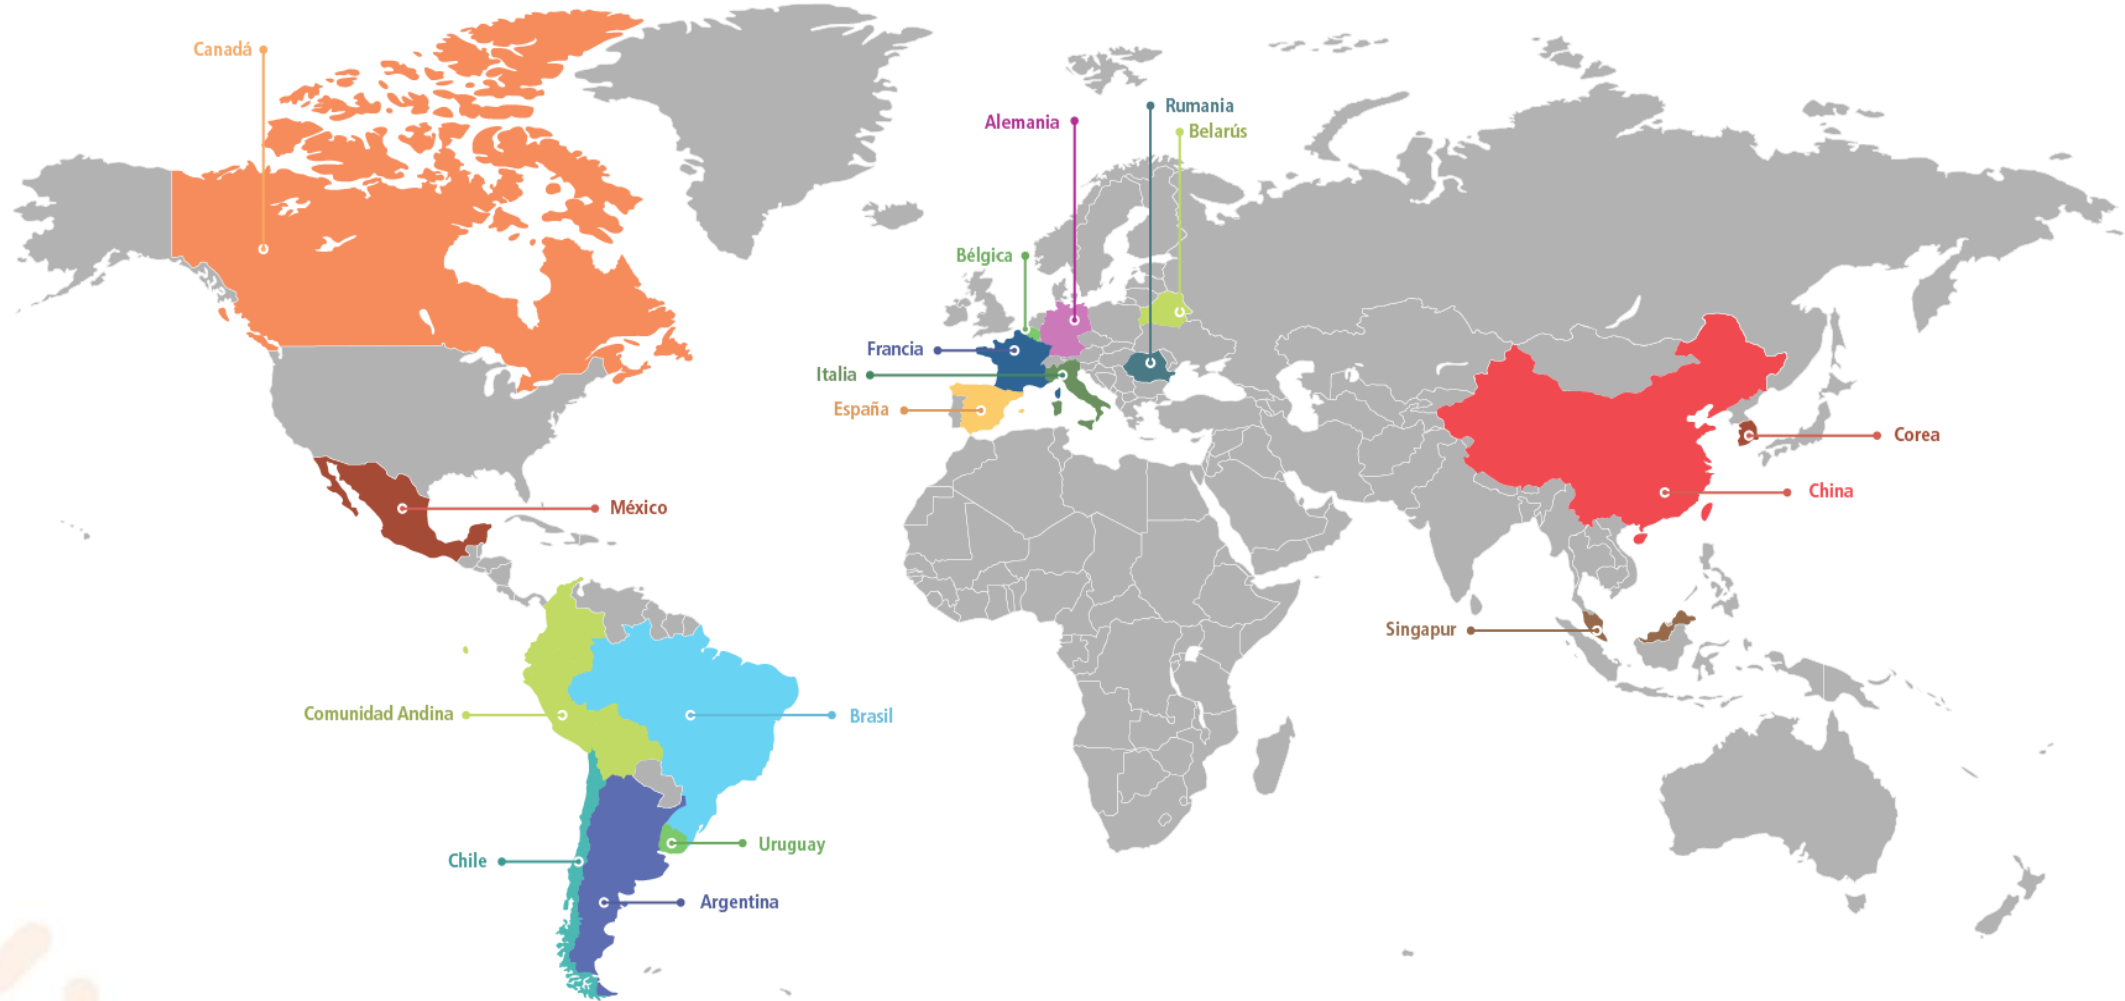 Canadá
Rumania
Alemania
Belarús
Bélgica
Francia
Italia
España
Corea
China
México
Singapur
Comunidad Andina
Brasil
Uruguay
Chile
Argentina